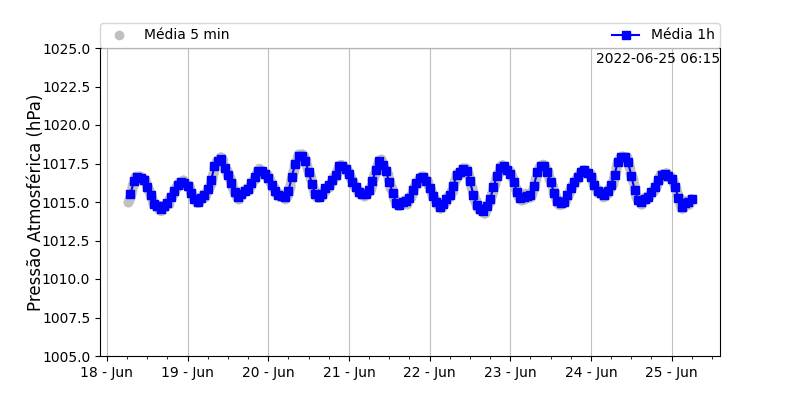 Média 5 min
Média 1h
2022-06-25 06:15
Pressão Atmosférica (hPa)
1025.0
1022.5
1020.0
1017.5
1015.0
1012.5
1010.0
1007.5
1005.0
18 - Jun
19 - Jun
20 - Jun
21 - Jun
22 - Jun
23 - Jun
24 - Jun
25 - Jun